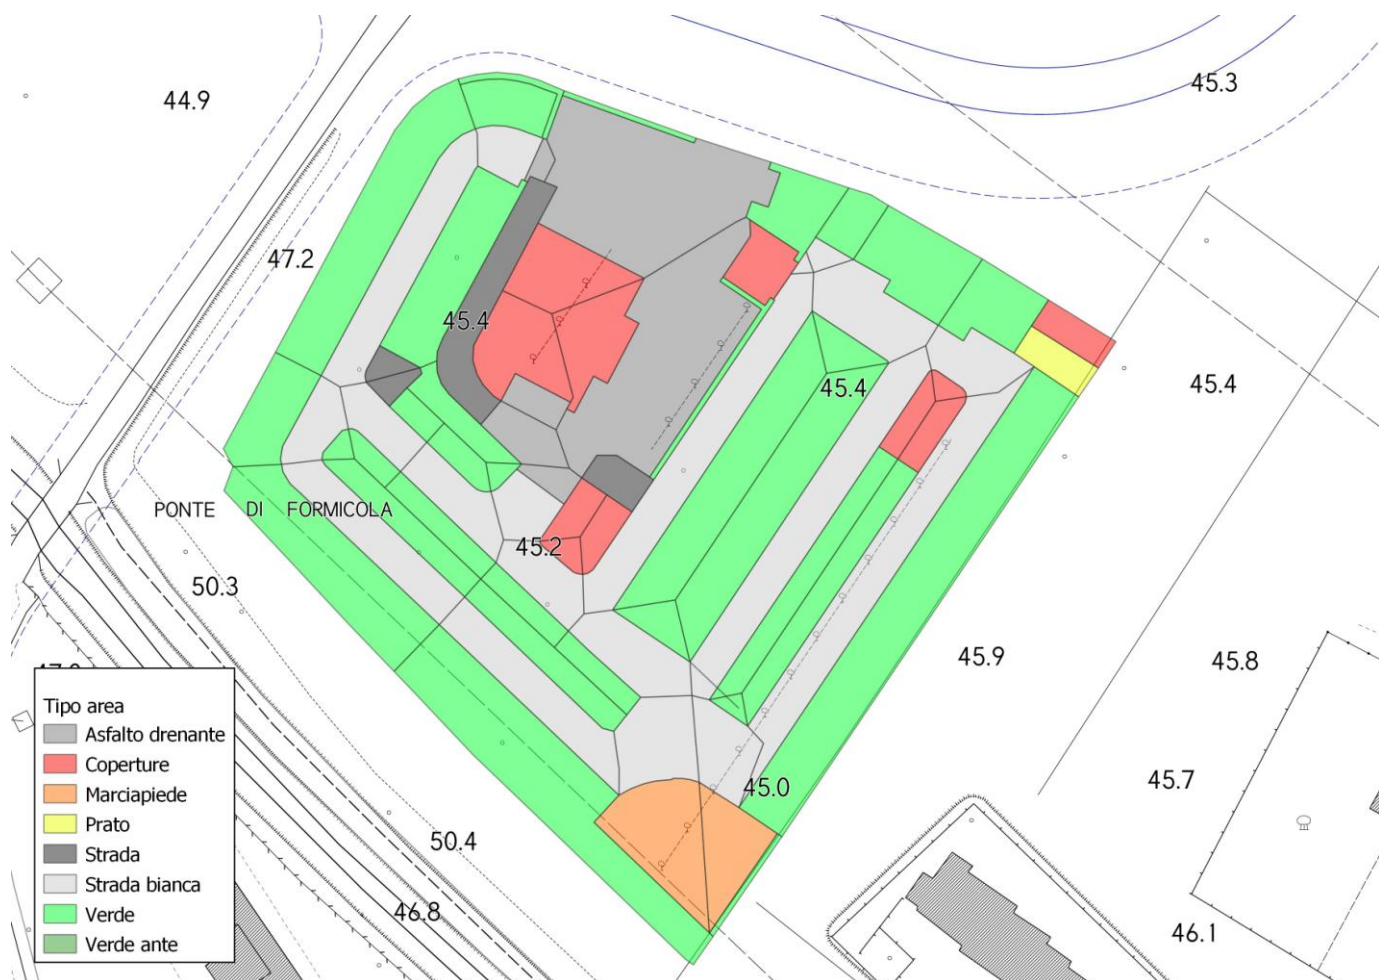 44.9
45.3
47.2
45.4
45.4
45.4
PONTE DI FORMICOLA
45.2
50.3
45.9
45.8
Tipo area
Asfalto drenante
Coperture
Marciapiede
Prato
Strada
Strada bianca
Verde
Verde ante
45.0
45.7
50.4
46.8
46.1